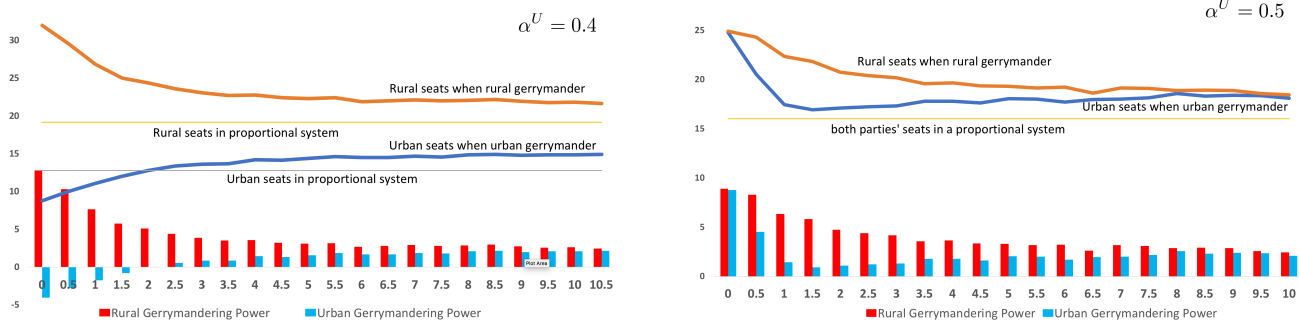 α^U = 0.4
30
25
20
15
10
5
0
-5
Rural seats when rural gerrymander
Rural seats in proportional system
Urban seats when urban gerrymander
Urban seats in proportional system
Plot Area
0 0.5 1 1.5 2 2.5 3 3.5 4 4.5 5 5.5 6 6.5 7 7.5 8 8.5 9 9.5 10 10.5
Rural Gerrymandering Power Urban Gerrymandering Power
α^U = 0.5
25
20
15
10
5
0
Rural seats when rural gerrymander
Urban seats when urban gerrymander
both parties' seats in a proportional system
0 0.5 1 1.5 2 2.5 3 3.5 4 4.5 5 5.5 6 6.5 7 7.5 8 8.5 9 9.5 10
Rural Gerrymandering Power Urban Gerrymandering Power